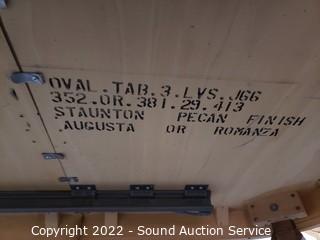 OVAL.TAB.3.LVS.J66
352.OR.381.29.413
STAUNTON PECAN FINISH
AUGUSTA OR ROMANZA
Copyright 2022 - Sound Auction Service